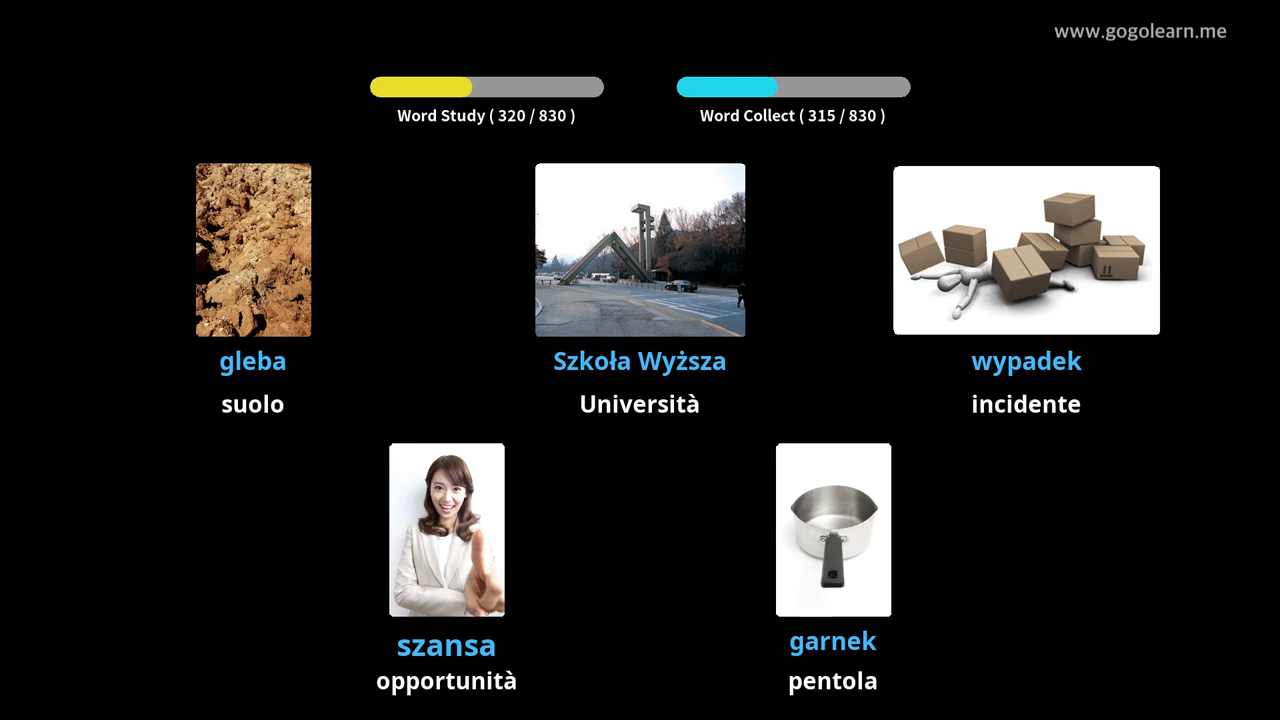 www.gogolearn.me
Word Study ( 320 / 830 )
Word Collect ( 315 / 830 )
gleba
Szkoła Wyższa
wypadek
suolo
Università
incidente
szansa
garnek
opportunità
pentola